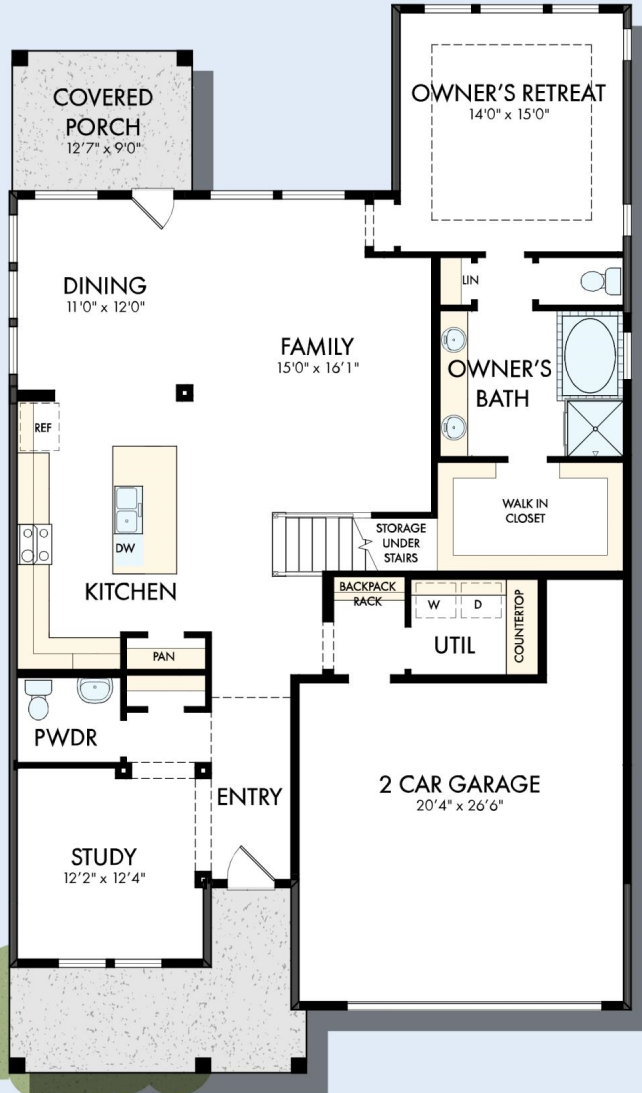 COVERED
PORCH
12'7" x 9'0"
OWNER'S RETREAT
14'0" x 15'0"
DINING
11'0" x 12'0"
LIN
FAMILY
15'0" x 16'1"
OWNER'S
BATH
REF
WALK IN
CLOSET
DW
STORAGE
UNDER
STAIRS
KITCHEN
BACKPACK
RACK
W
D
COUNTERTOP
UTIL
PAN
PWDR
2 CAR GARAGE
20'4" x 26'6"
ENTRY
STUDY
12'2" x 12'4"